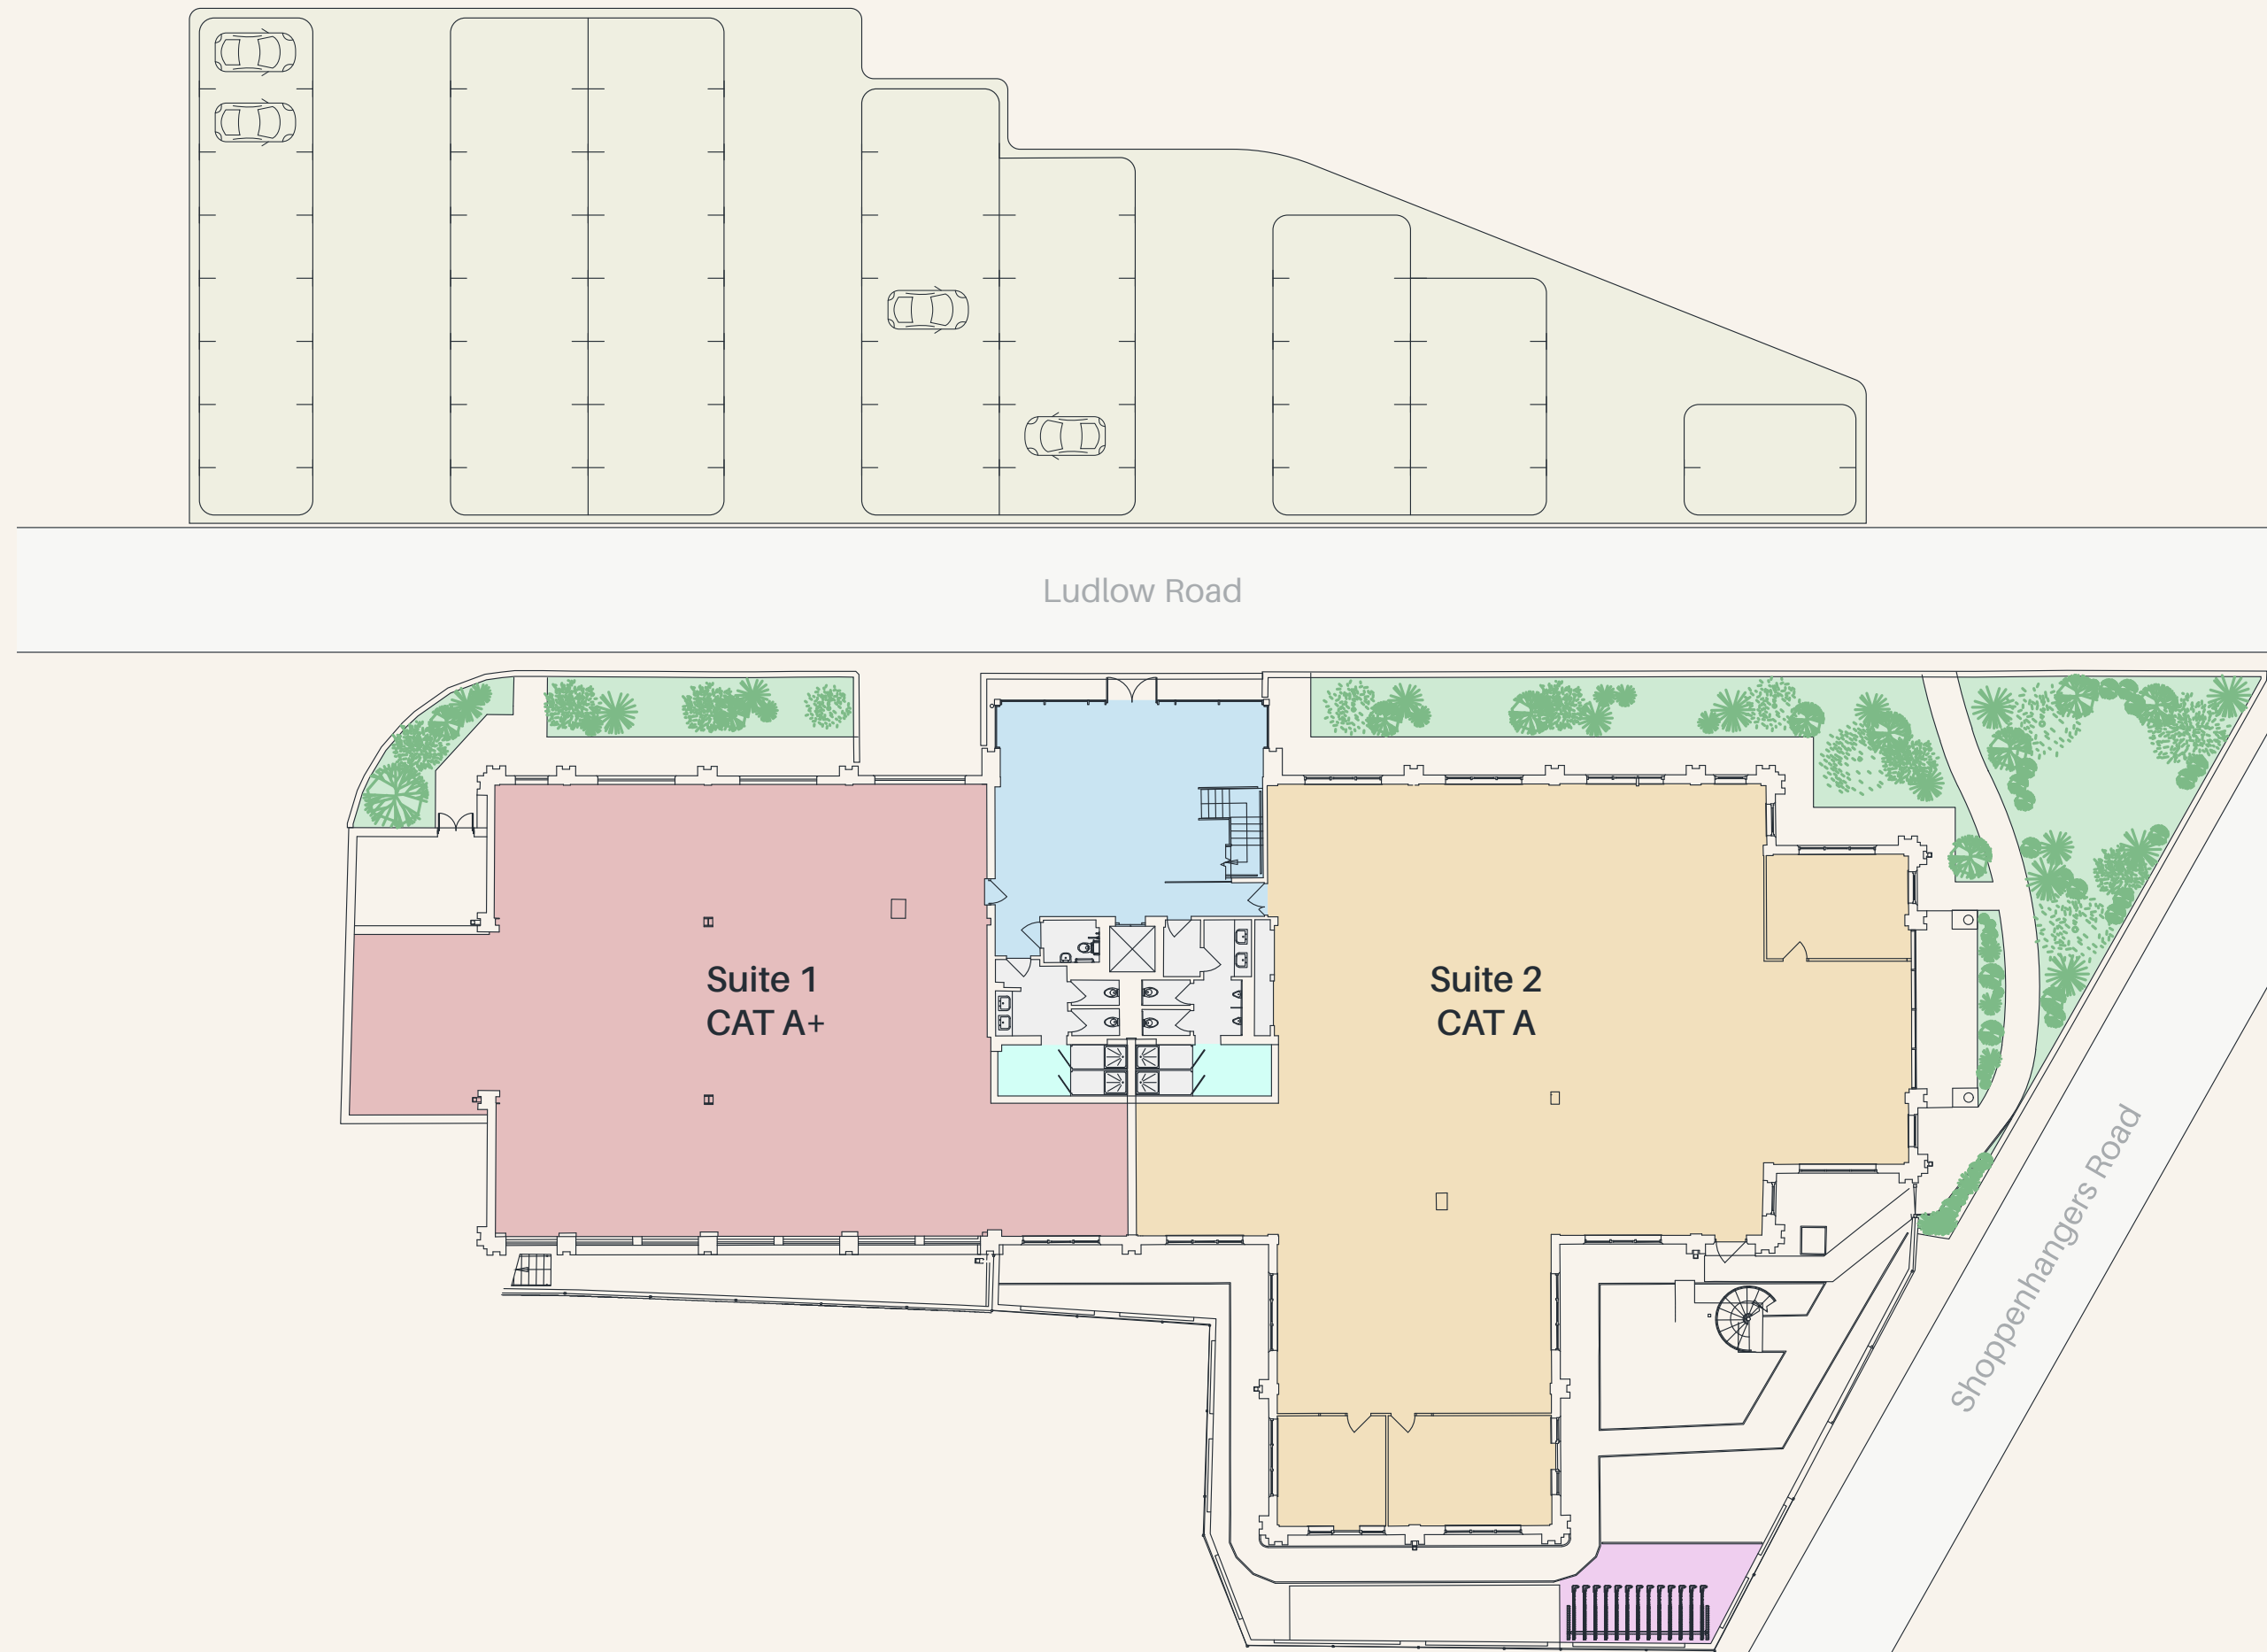 Ludlow Road
Suite 1
CAT A+
Suite 2
CAT A
Shoppenhangers Road